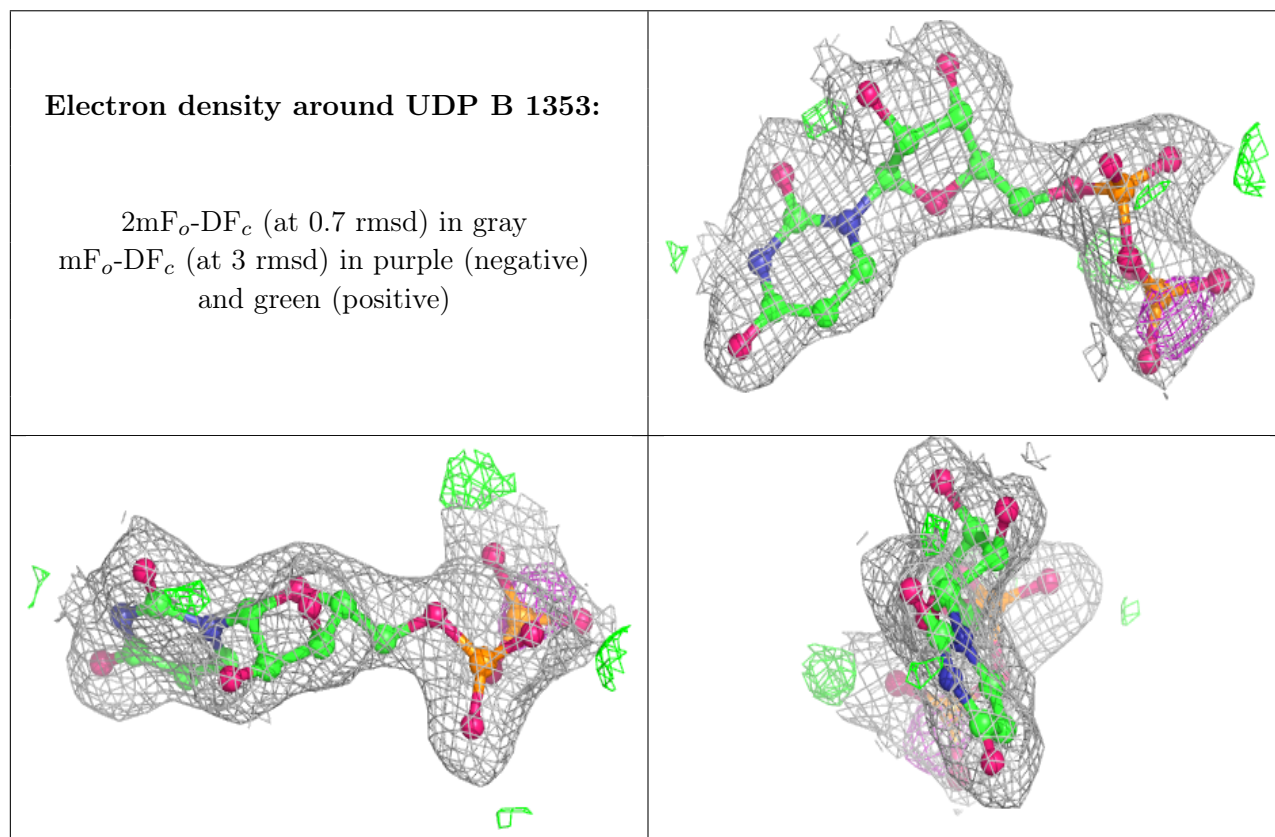 Electron density around UDP B 1353:
2mFₒ-DF𝒸 (at 0.7 rmsd) in gray
mFₒ-DF𝒸 (at 3 rmsd) in purple (negative)
and green (positive)